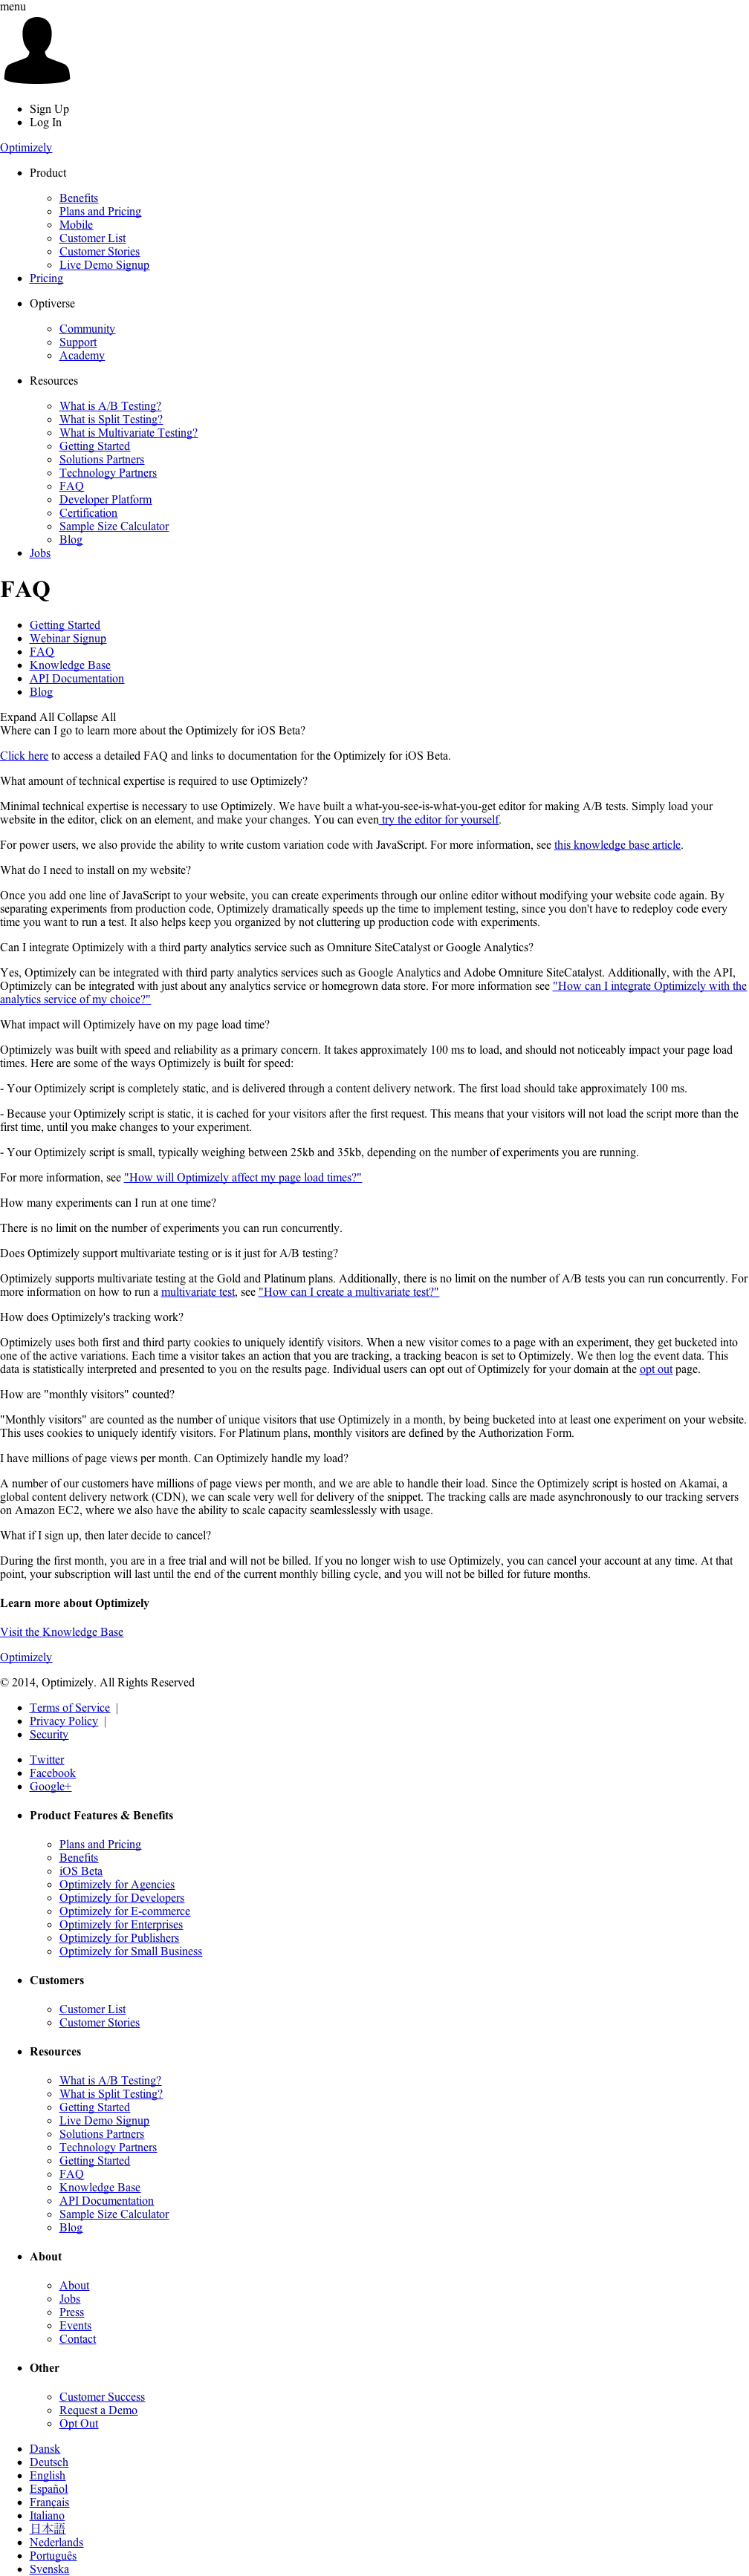 menu
Sign Up
Log In
Optimizely
Product
Benefits
Plans and Pricing
Mobile
Customer List
Customer Stories
Live Demo Signup
Pricing
Optiverse
Community
Support
Academy
Resources
What is A/B Testing?
What is Split Testing?
What is Multivariate Testing?
Getting Started
Solutions Partners
Technology Partners
FAQ
Developer Platform
Certification
Sample Size Calculator
Blog
Jobs
FAQ
Getting Started
Webinar Signup
FAQ
Knowledge Base
API Documentation
Blog
Expand All Collapse All
Where can I go to learn more about the Optimizely for iOS Beta?
Click here to access a detailed FAQ and links to documentation for the Optimizely for iOS Beta.
What amount of technical expertise is required to use Optimizely?
Minimal technical expertise is necessary to use Optimizely. We have built a what-you-see-is-what-you-get editor for making A/B tests. Simply load your
website in the editor, click on an element, and make your changes. You can even try the editor for yourself.
For power users, we also provide the ability to write custom variation code with JavaScript. For more information, see this knowledge base article.
What do I need to install on my website?
Once you add one line of JavaScript to your website, you can create experiments through our online editor without modifying your website code again. By
separating experiments from production code, Optimizely dramatically speeds up the time to implement testing, since you don't have to redeploy code every
time you want to run a test. It also helps keep you organized by not cluttering up production code with experiments.
Can I integrate Optimizely with a third party analytics service such as Omniture SiteCatalyst or Google Analytics?
Yes, Optimizely can be integrated with third party analytics services such as Google Analytics and Adobe Omniture SiteCatalyst. Additionally, with the API,
Optimizely can be integrated with just about any analytics service or homegrown data store. For more information see "How can I integrate Optimizely with the
analytics service of my choice?"
What impact will Optimizely have on my page load time?
Optimizely was built with speed and reliability as a primary concern. It takes approximately 100 ms to load, and should not noticeably impact your page load
times. Here are some of the ways Optimizely is built for speed:
- Your Optimizely script is completely static, and is delivered through a content delivery network. The first load should take approximately 100 ms.
- Because your Optimizely script is static, it is cached for your visitors after the first request. This means that your visitors will not load the script more than the
first time, until you make changes to your experiment.
- Your Optimizely script is small, typically weighing between 25kb and 35kb, depending on the number of experiments you are running.
For more information, see "How will Optimizely affect my page load times?"
How many experiments can I run at one time?
There is no limit on the number of experiments you can run concurrently.
Does Optimizely support multivariate testing or is it just for A/B testing?
Optimizely supports multivariate testing at the Gold and Platinum plans. Additionally, there is no limit on the number of A/B tests you can run concurrently. For
more information on how to run a multivariate test, see "How can I create a multivariate test?"
How does Optimizely's tracking work?
Optimizely uses both first and third party cookies to uniquely identify visitors. When a new visitor comes to a page with an experiment, they get bucketed into
one of the active variations. Each time a visitor takes an action that you are tracking, a tracking beacon is set to Optimizely. We then log the event data. This
data is statistically interpreted and presented to you on the results page. Individual users can opt out of Optimizely for your domain at the opt out page.
How are "monthly visitors" counted?
"Monthly visitors" are counted as the number of unique visitors that use Optimizely in a month, by being bucketed into at least one experiment on your website.
This uses cookies to uniquely identify visitors. For Platinum plans, monthly visitors are defined by the Authorization Form.
I have millions of page views per month. Can Optimizely handle my load?
A number of our customers have millions of page views per month, and we are able to handle their load. Since the Optimizely script is hosted on Akamai, a
global content delivery network (CDN), we can scale very well for delivery of the snippet. The tracking calls are made asynchronously to our tracking servers
on Amazon EC2, where we also have the ability to scale capacity seamlesslessly with usage.
What if I sign up, then later decide to cancel?
During the first month, you are in a free trial and will not be billed. If you no longer wish to use Optimizely, you can cancel your account at any time. At that
point, your subscription will last until the end of the current monthly billing cycle, and you will not be billed for future months.
Learn more about Optimizely
Visit the Knowledge Base
Optimizely
© 2014, Optimizely. All Rights Reserved
Terms of Service |
Privacy Policy |
Security
Twitter
Facebook
Google+
Product Features & Benefits
Plans and Pricing
Benefits
iOS Beta
Optimizely for Agencies
Optimizely for Developers
Optimizely for E-commerce
Optimizely for Enterprises
Optimizely for Publishers
Optimizely for Small Business
Customers
Customer List
Customer Stories
Resources
What is A/B Testing?
What is Split Testing?
Getting Started
Live Demo Signup
Solutions Partners
Technology Partners
Getting Started
FAQ
Knowledge Base
API Documentation
Sample Size Calculator
Blog
About
About
Jobs
Press
Events
Contact
Other
Customer Success
Request a Demo
Opt Out
Dansk
Deutsch
English
Español
Français
Italiano
日本語
Nederlands
Português
Svenska